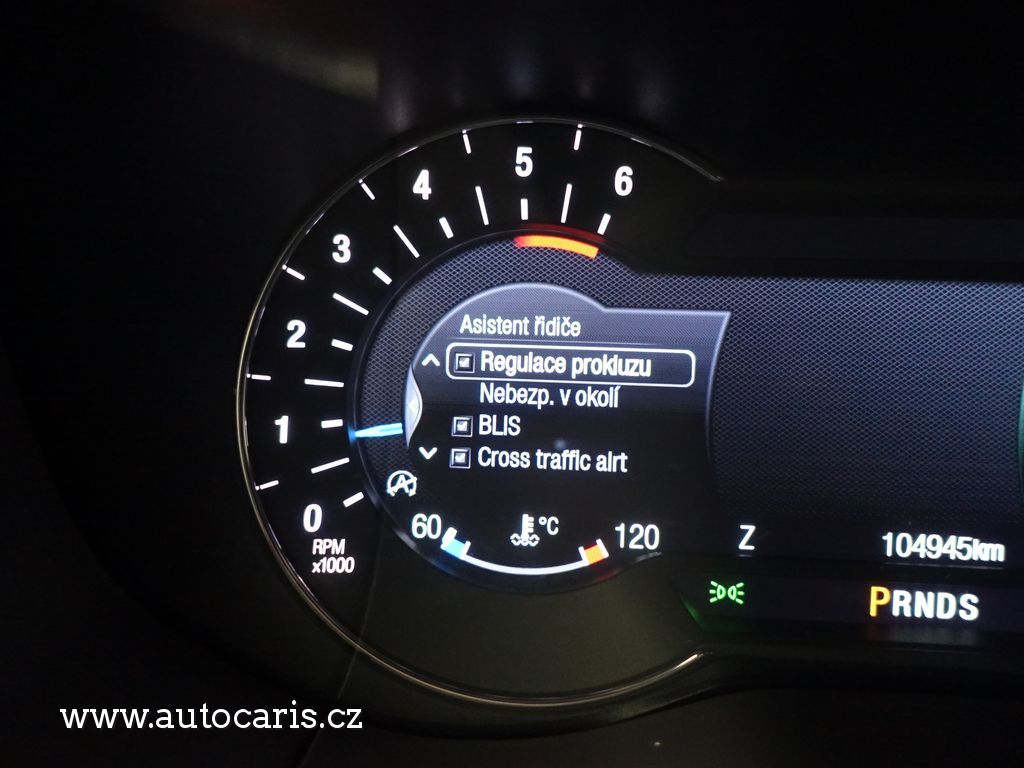 6
5
4
3
2
1
0
RPM
x1000
Asistent řidiče
Regulace prokluzu
Nebezp. v okolí
BLIS
Cross traffic alrt
A
60 °C 120
Z 104945km
PRNDS
www.autocaris.cz